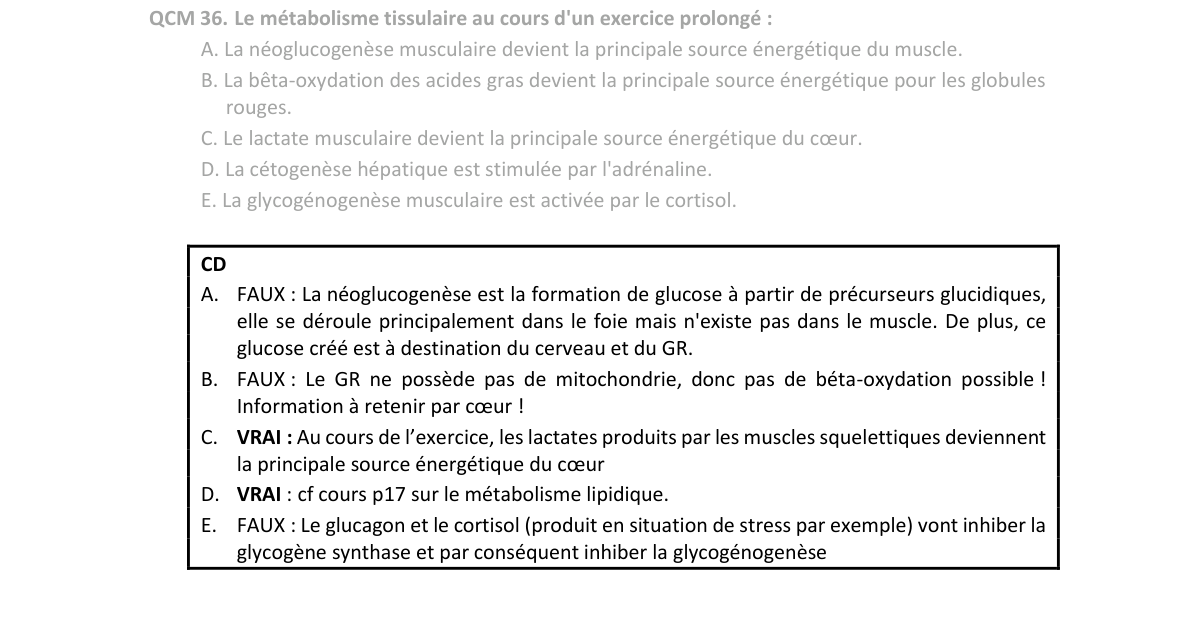 QCM 36. Le métabolisme tissulaire au cours d'un exercice prolongé :
A. La néoglucogenèse musculaire devient la principale source énergétique du muscle.
B. La bêta-oxydation des acides gras devient la principale source énergétique pour les globules
rouges.
C. Le lactate musculaire devient la principale source énergétique du cœur.
D. La cétogenèse hépatique est stimulée par l'adrénaline.
E. La glycogénogenèse musculaire est activée par le cortisol.
CD
A. FAUX : La néoglucogenèse est la formation de glucose à partir de précurseurs glucidiques,
elle se déroule principalement dans le foie mais n'existe pas dans le muscle. De plus, ce
glucose créé est à destination du cerveau et du GR.
B. FAUX : Le GR ne possède pas de mitochondrie, donc pas de béta-oxydation possible !
Information à retenir par cœur !
C. VRAI : Au cours de l’exercice, les lactates produits par les muscles squelettiques deviennent
la principale source énergétique du cœur
D. VRAI : cf cours p17 sur le métabolisme lipidique.
E. FAUX : Le glucagon et le cortisol (produit en situation de stress par exemple) vont inhiber la
glycogène synthase et par conséquent inhiber la glycogénogenèse